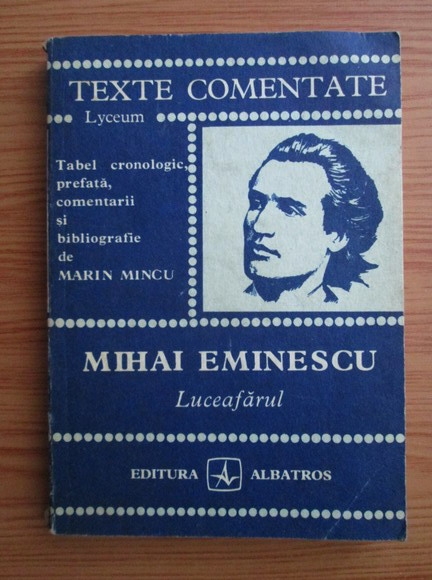 TEXTE COMENTATE
Lyceum
Tabel cronologic,
prefață,
comentarii
și
bibliografie
de
MARIN MINCU
MIHAI EMINESCU
Luceafărul
EDITURA ALBATROS